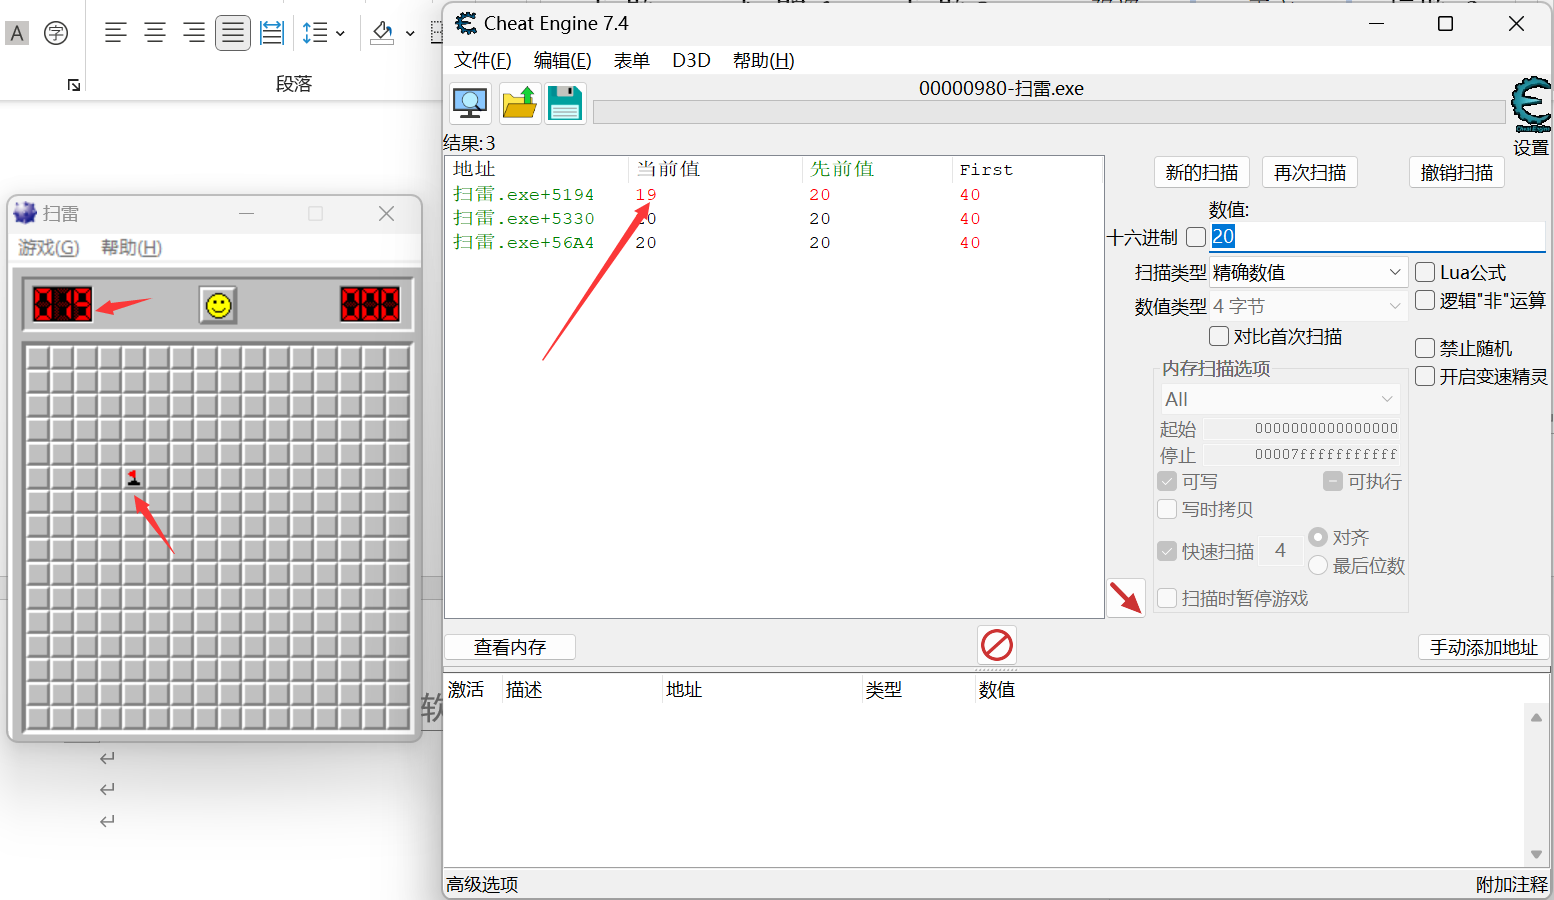 A
字
段落
软
扫雷
游戏(G) 帮助(H)
019
000
Cheat Engine 7.4
文件(F) 编辑(E) 表单 D3D 帮助(H)
00000980-扫雷.exe
Cheat Engine
设置
结果:3
地址 当前值 先前值 First
扫雷.exe+5194 19 20 40
扫雷.exe+5330 20 20 40
扫雷.exe+56A4 20 20 40
新的扫描 再次扫描 撤销扫描
数值:
十六进制 20
扫描类型 精确数值 Lua公式
数值类型 4 字节 逻辑"非"运算
对比首次扫描
禁止随机
内存扫描选项
开启变速精灵
All
起始 0000000000000000
停止 00007fffffffffff
可写 可执行
写时拷贝
快速扫描 4 对齐
最后位数
扫描时暂停游戏
查看内存 手动添加地址
激活 描述 地址 类型 数值
高级选项 附加注释